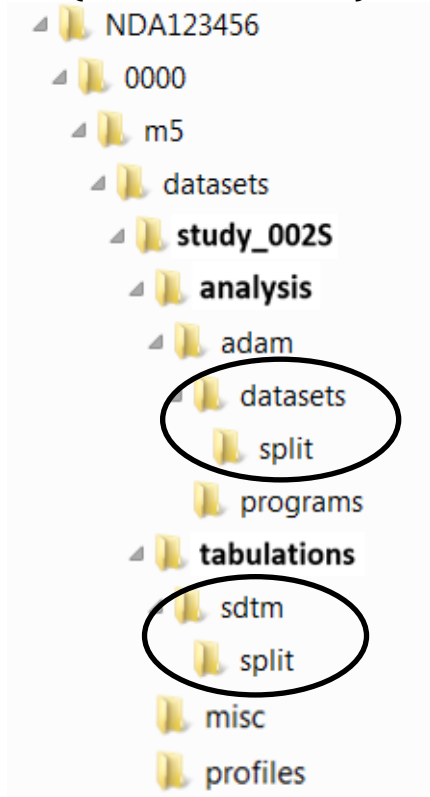 NDA123456
0000
m5
datasets
study_002S
analysis
adam
datasets
split
programs
tabulations
sdtm
split
misc
profiles